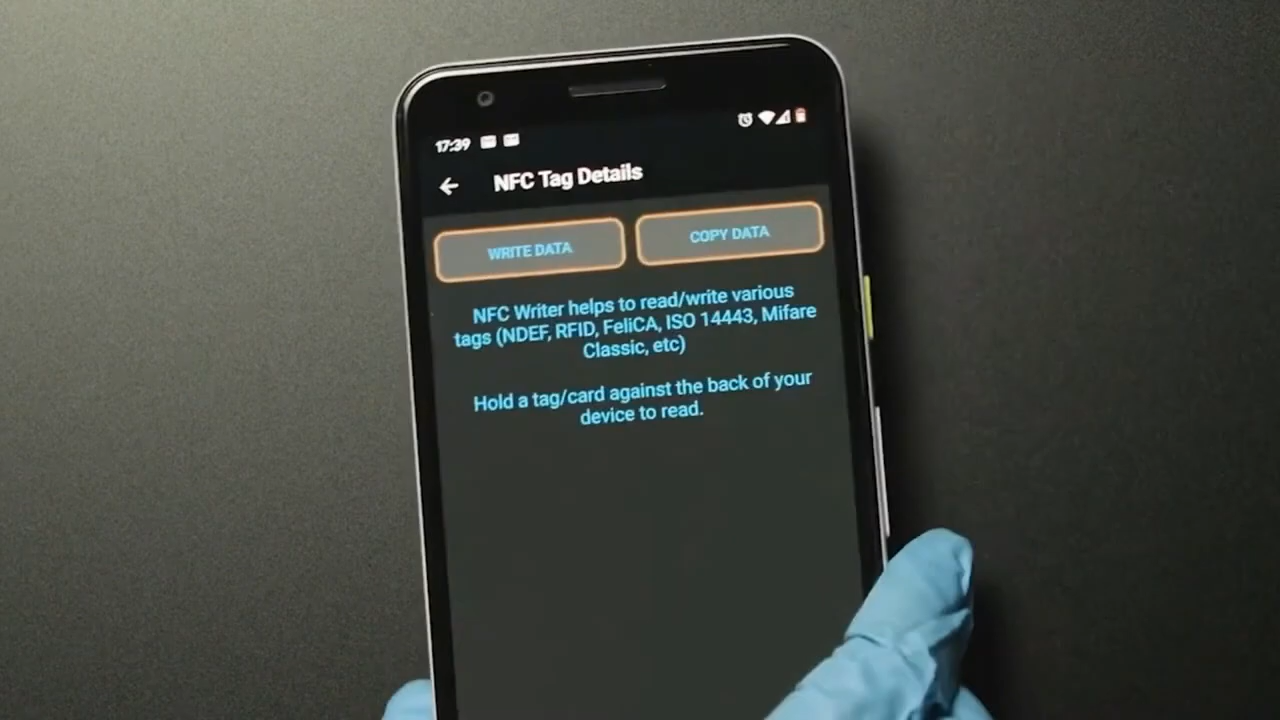 17:39
NFC Tag Details
WRITE DATA
COPY DATA
NFC Writer helps to read/write various
tags (NDEF, RFID, FeliCA, ISO 14443, Mifare
Classic, etc)
Hold a tag/card against the back of your
device to read.